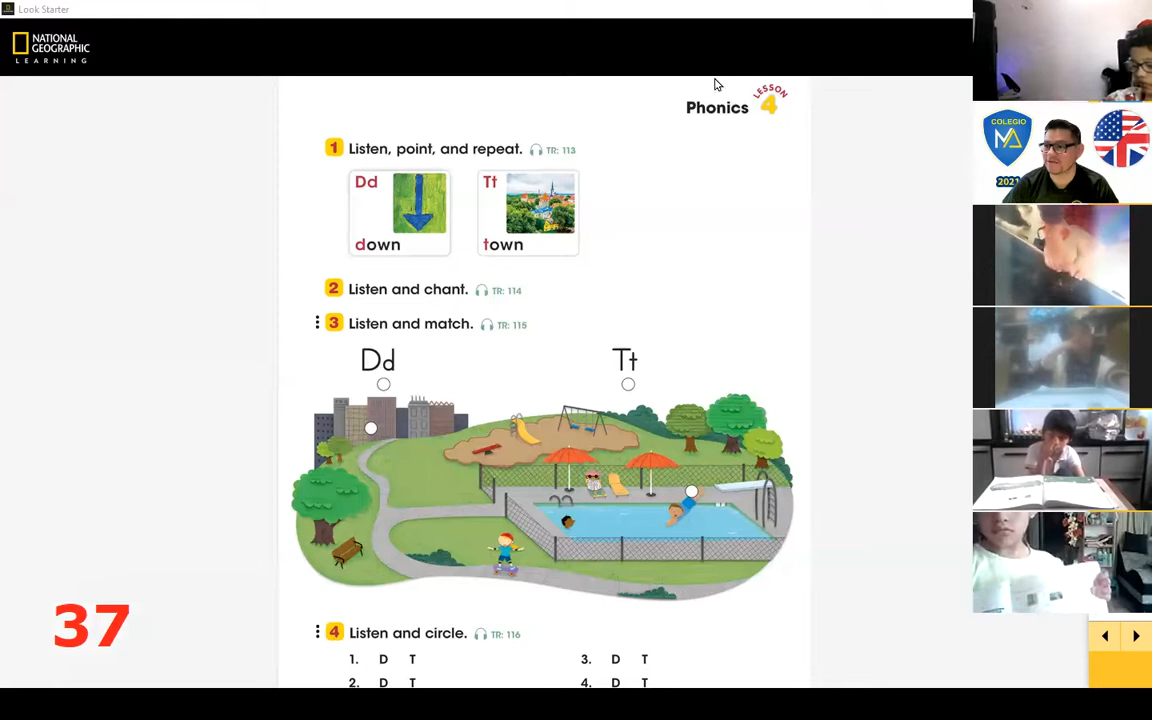 Look Starter
NATIONAL
GEOGRAPHIC
LEARNING
LESSON
Phonics 4
1 Listen, point, and repeat. TR: 113
Dd
down
Tt
town
2 Listen and chant. TR: 114
3 Listen and match. TR: 115
Dd
Tt
4 Listen and circle. TR: 116
1. D T
3. D T
2. D T
4. D T
37
COLEGIO
MA
2021